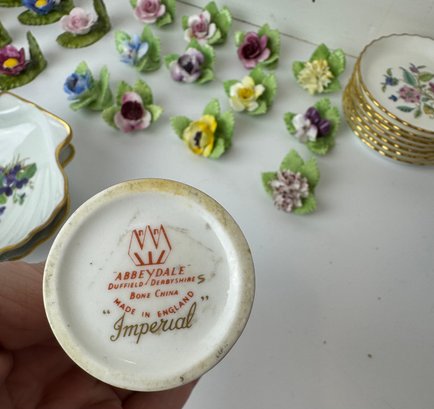 "ABBEYDALE"
DUFFIELD / DERBYSHIRE S
BONE CHINA
MADE IN ENGLAND
"Imperial"